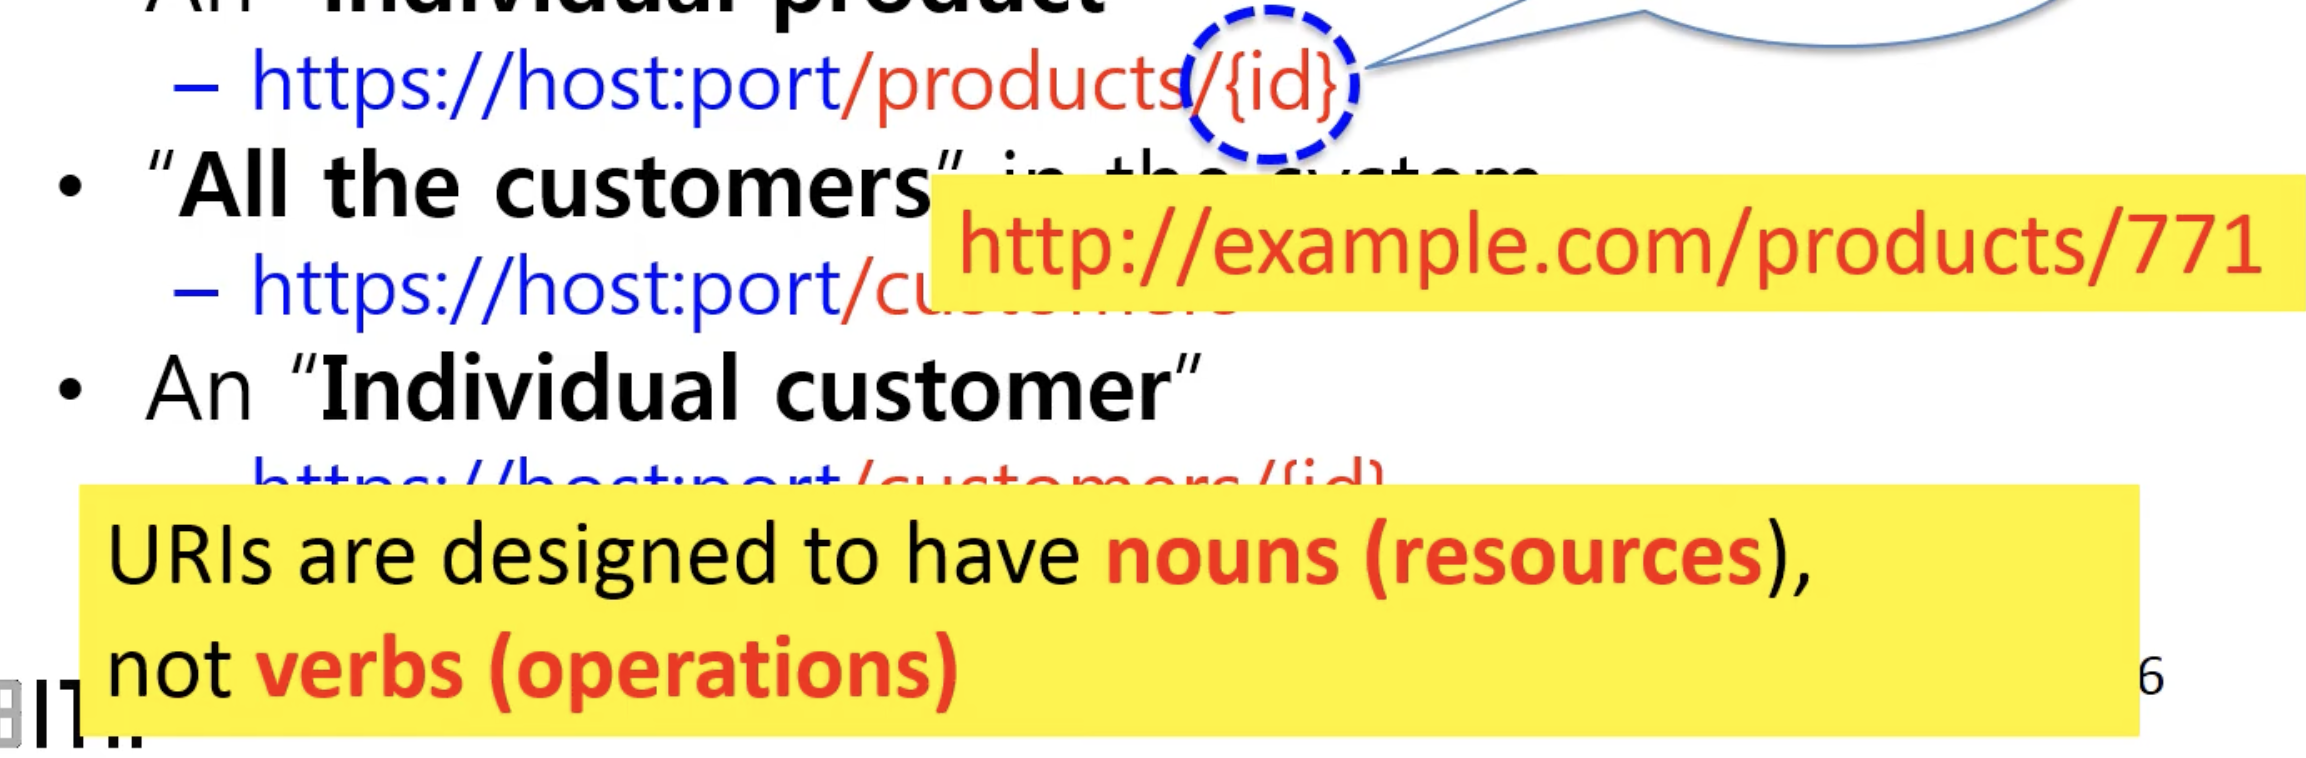 An "Individual product"
– https://host:port/products/{id}
• "All the customers" in the system
http://example.com/products/771
– https://host:port/customers
• An "Individual customer"
https://host:port/customers/{id}
URIs are designed to have nouns (resources),
not verbs (operations)
6